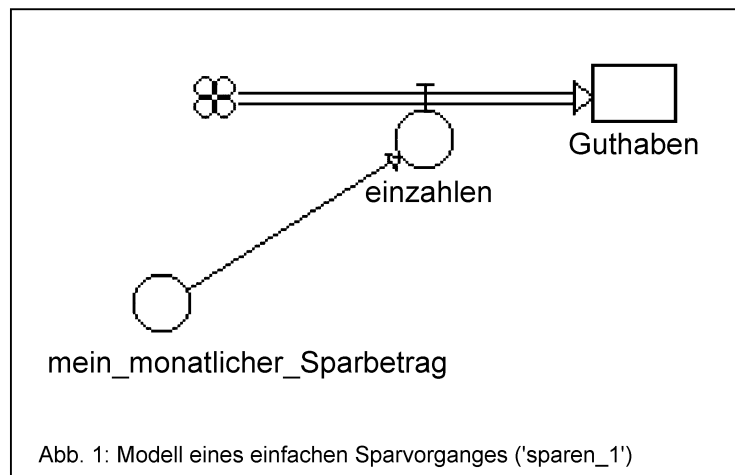 Guthaben
einzahlen
mein_monatlicher_Sparbetrag
Abb. 1: Modell eines einfachen Sparvorganges ('sparen_1')